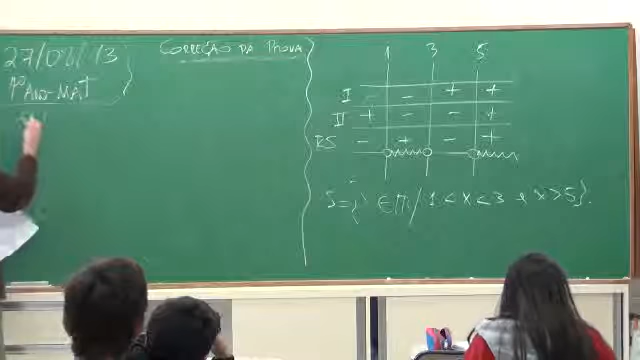 27/08/13
CORREÇÃO DA PROVA
1º ANO - MAT
1 3 5
I - - + +
II + - - +
RS - + - +
∈ ℝ / 1 < x < 3 e x > 5}.